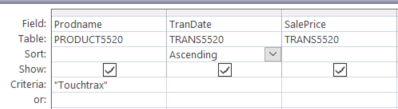 Field: Prodname TranDate SalePrice
Table: PRODUCT5520 TRANS5520 TRANS5520
Sort: Ascending
Show:
Criteria: "Touchtrax"
or: